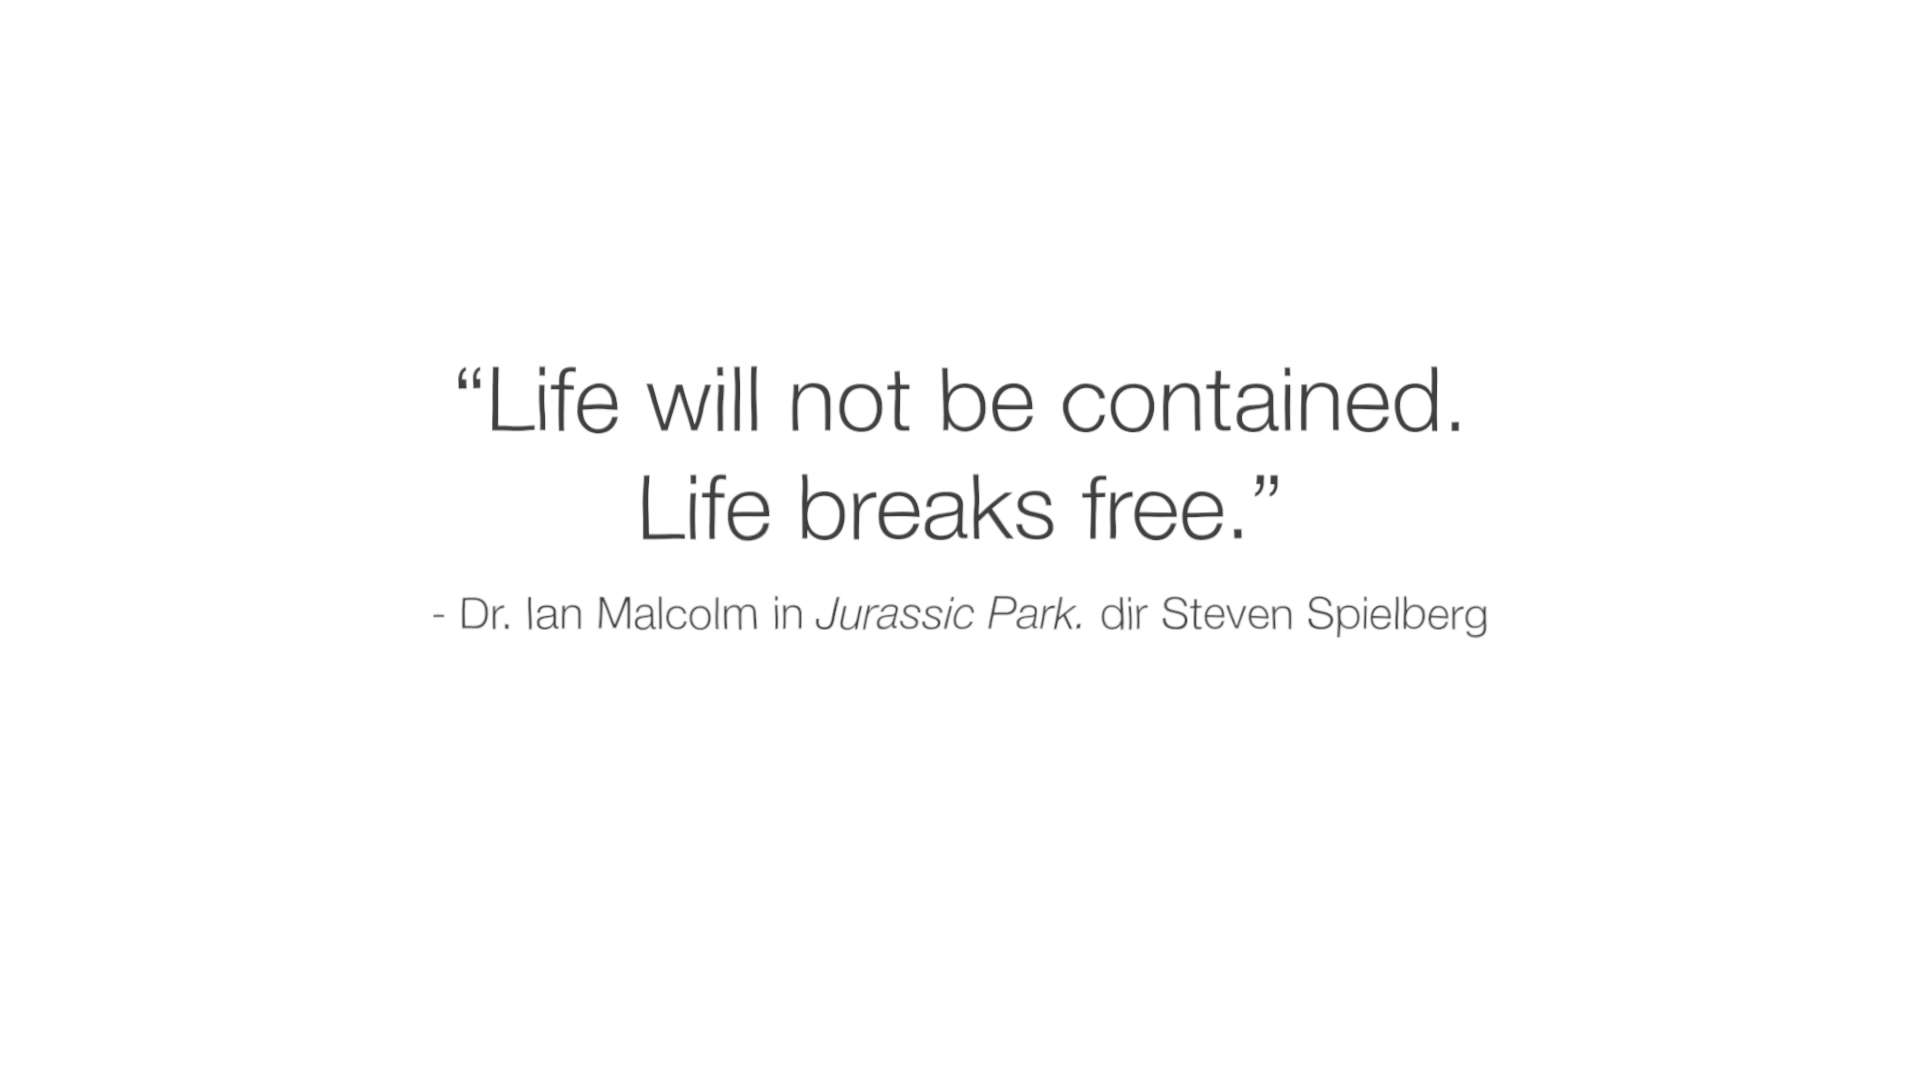 “Life will not be contained.
Life breaks free.”
- Dr. Ian Malcolm in Jurassic Park. dir Steven Spielberg